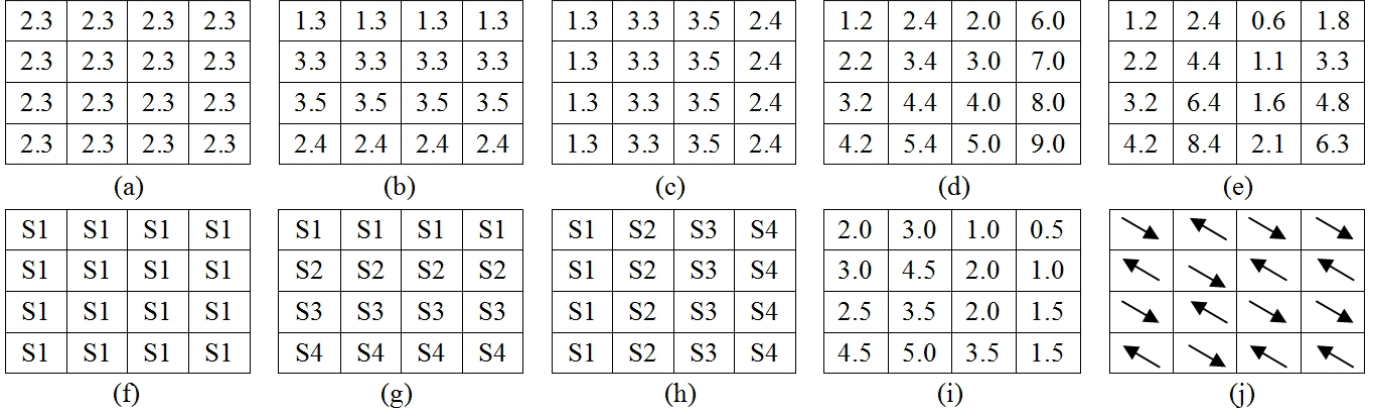 2.3 2.3 2.3 2.3 1.3 1.3 1.3 1.3 1.3 3.3 3.5 2.4 1.2 2.4 2.0 6.0 1.2 2.4 0.6 1.8
2.3 2.3 2.3 2.3 3.3 3.3 3.3 3.3 1.3 3.3 3.5 2.4 2.2 3.4 3.0 7.0 2.2 4.4 1.1 3.3
2.3 2.3 2.3 2.3 3.5 3.5 3.5 3.5 1.3 3.3 3.5 2.4 3.2 4.4 4.0 8.0 3.2 6.4 1.6 4.8
2.3 2.3 2.3 2.3 2.4 2.4 2.4 2.4 1.3 3.3 3.5 2.4 4.2 5.4 5.0 9.0 4.2 8.4 2.1 6.3
(a) (b) (c) (d) (e)
S1 S1 S1 S1 S1 S1 S1 S1 S1 S2 S3 S4 2.0 3.0 1.0 0.5
S1 S1 S1 S1 S2 S2 S2 S2 S1 S2 S3 S4 3.0 4.5 2.0 1.0
S1 S1 S1 S1 S3 S3 S3 S3 S1 S2 S3 S4 2.5 3.5 2.0 1.5
S1 S1 S1 S1 S4 S4 S4 S4 S1 S2 S3 S4 4.5 5.0 3.5 1.5
(f) (g) (h) (i) (j)